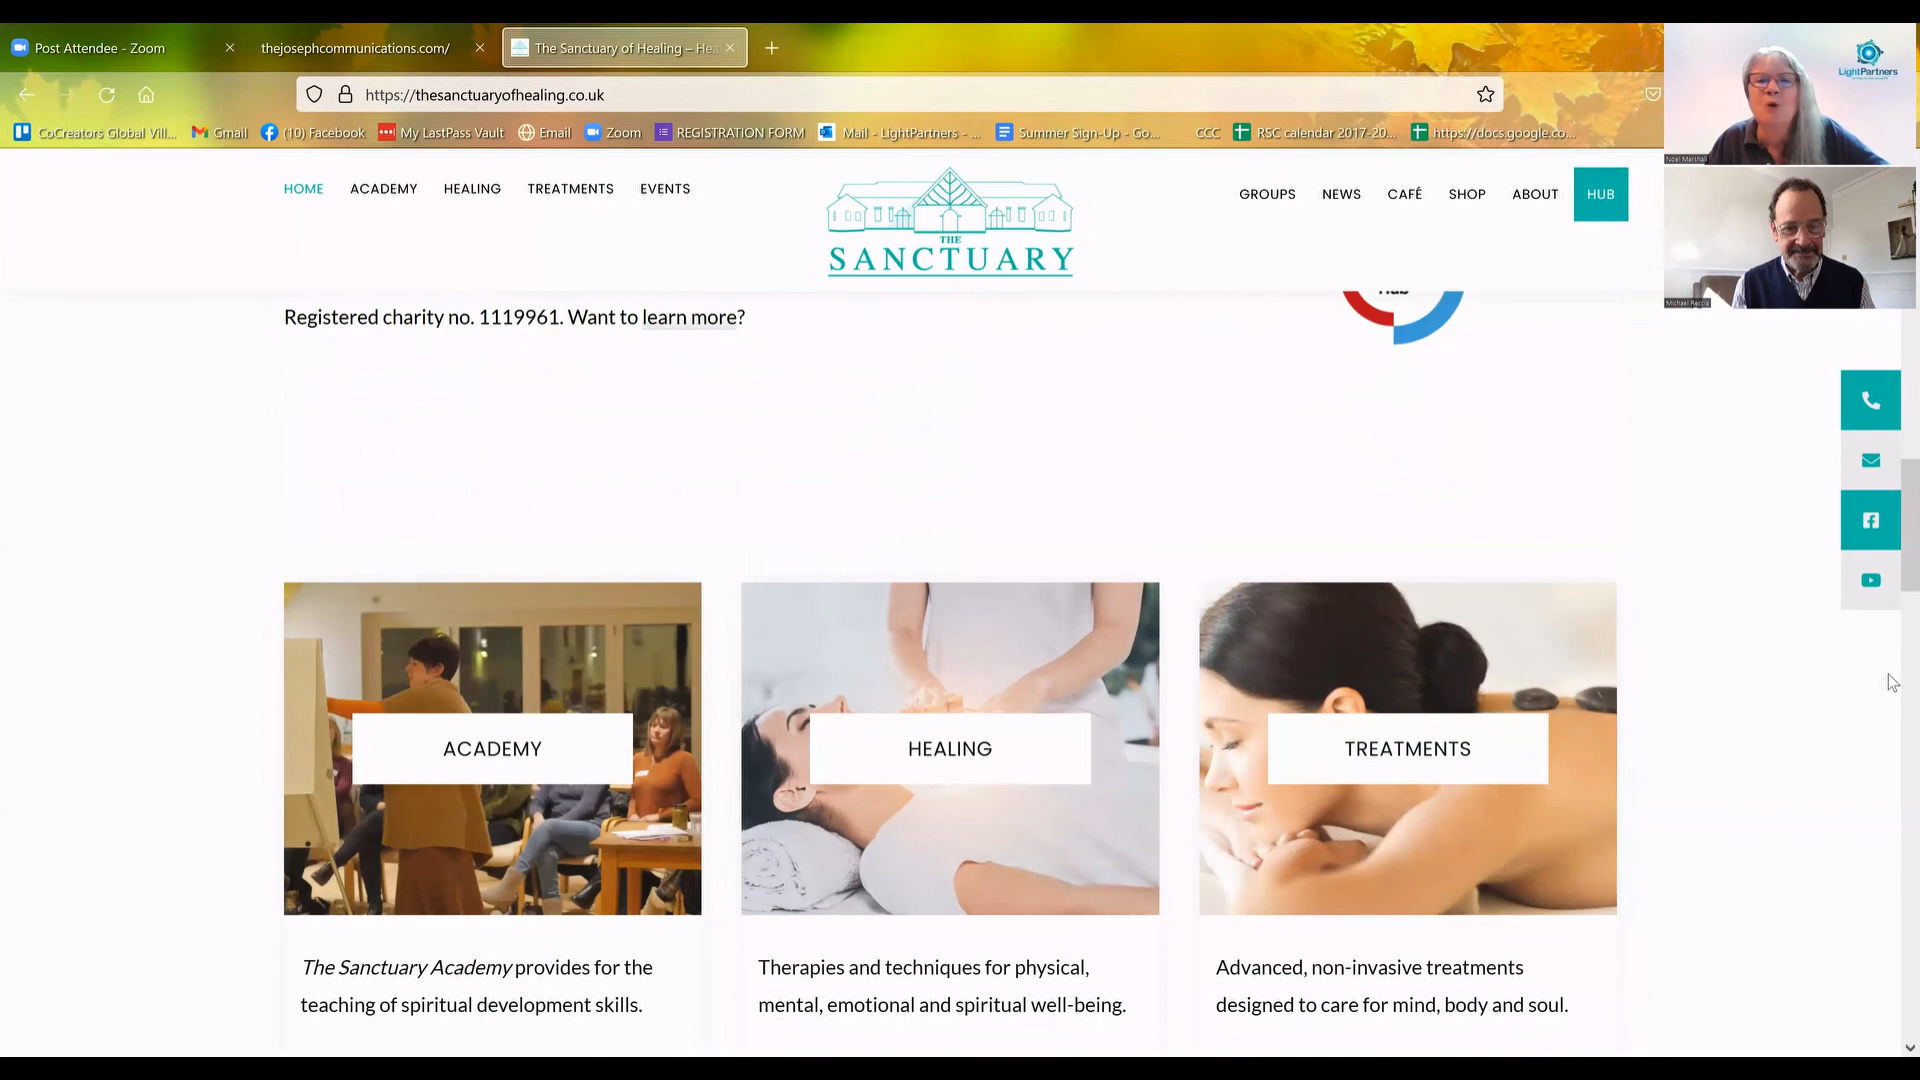 Post Attendee - Zoom
thejosephcommunications.com/
The Sanctuary of Healing – Hea
https://thesanctuaryofhealing.co.uk
CoCreators Global Vill...
Gmail
(10) Facebook
My LastPass Vault
Email
Zoom
REGISTRATION FORM
Mail - LightPartners - ...
Summer Sign-Up - Go...
CCC
RSC calendar 2017-20...
https://docs.google.co...
LightPartners
Noel Marshall
Michael Reccia
HOME
ACADEMY
HEALING
TREATMENTS
EVENTS
THE
SANCTUARY
GROUPS
NEWS
CAFÉ
SHOP
ABOUT
HUB
Registered charity no. 1119961. Want to learn more?
ACADEMY
HEALING
TREATMENTS
The Sanctuary Academy provides for the
teaching of spiritual development skills.
Therapies and techniques for physical,
mental, emotional and spiritual well-being.
Advanced, non-invasive treatments
designed to care for mind, body and soul.